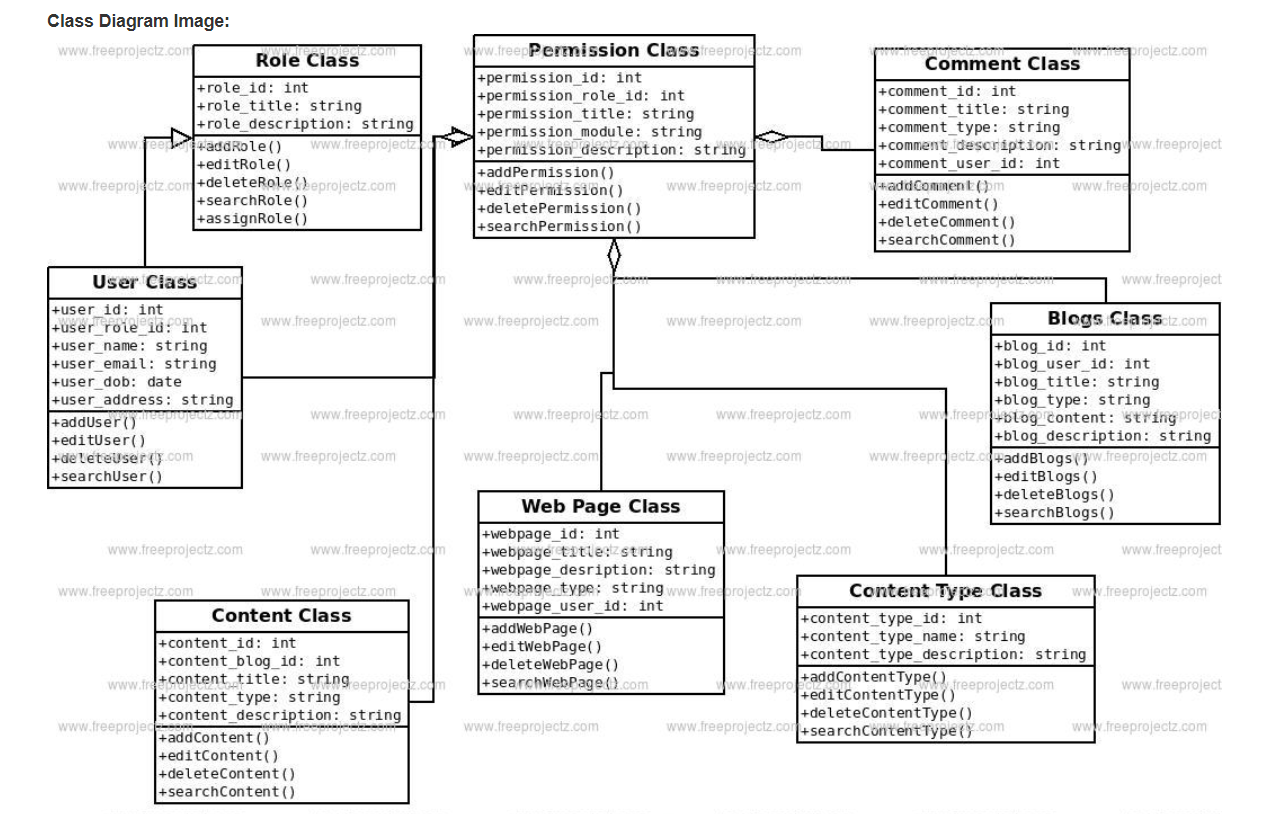 Class Diagram Image:
Role Class
+role_id: int
+role_title: string
+role_description: string
+addRole()
+editRole()
+deleteRole()
+searchRole()
+assignRole()
Permission Class
+permission_id: int
+permission_role_id: int
+permission_title: string
+permission_module: string
+permission_description: string
+addPermission()
+editPermission()
+deletePermission()
+searchPermission()
Comment Class
+comment_id: int
+comment_title: string
+comment_type: string
+comment_description: string
+comment_user_id: int
+addComment()
+editComment()
+deleteComment()
+searchComment()
User Class
+user_id: int
+user_role_id: int
+user_name: string
+user_email: string
+user_dob: date
+user_address: string
+addUser()
+editUser()
+deleteUser()
+searchUser()
Blogs Class
+blog_id: int
+blog_user_id: int
+blog_title: string
+blog_type: string
+blog_content: string
+blog_description: string
+addBlogs()
+editBlogs()
+deleteBlogs()
+searchBlogs()
Web Page Class
+webpage_id: int
+webpage_title: string
+webpage_desription: string
+webpage_type: string
+webpage_user_id: int
+addWebPage()
+editWebPage()
+deleteWebPage()
+searchWebPage()
Content Type Class
+content_type_id: int
+content_type_name: string
+content_type_description: string
+addContentType()
+editContentType()
+deleteContentType()
+searchContentType()
Content Class
+content_id: int
+content_blog_id: int
+content_title: string
+content_type: string
+content_description: string
+addContent()
+editContent()
+deleteContent()
+searchContent()
www.freeprojectz.com